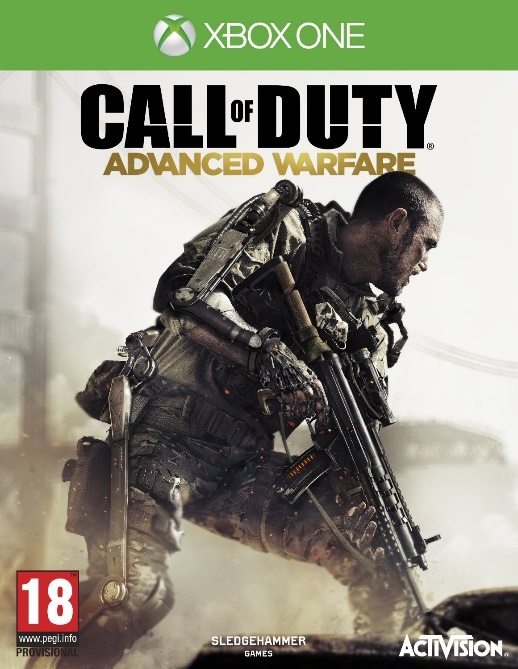 XBOX ONE
CALL OF DUTY®
ADVANCED WARFARE
18
www.pegi.info
PROVISIONAL
SLEDGEHAMMER
GAMES
ACTIVISION®